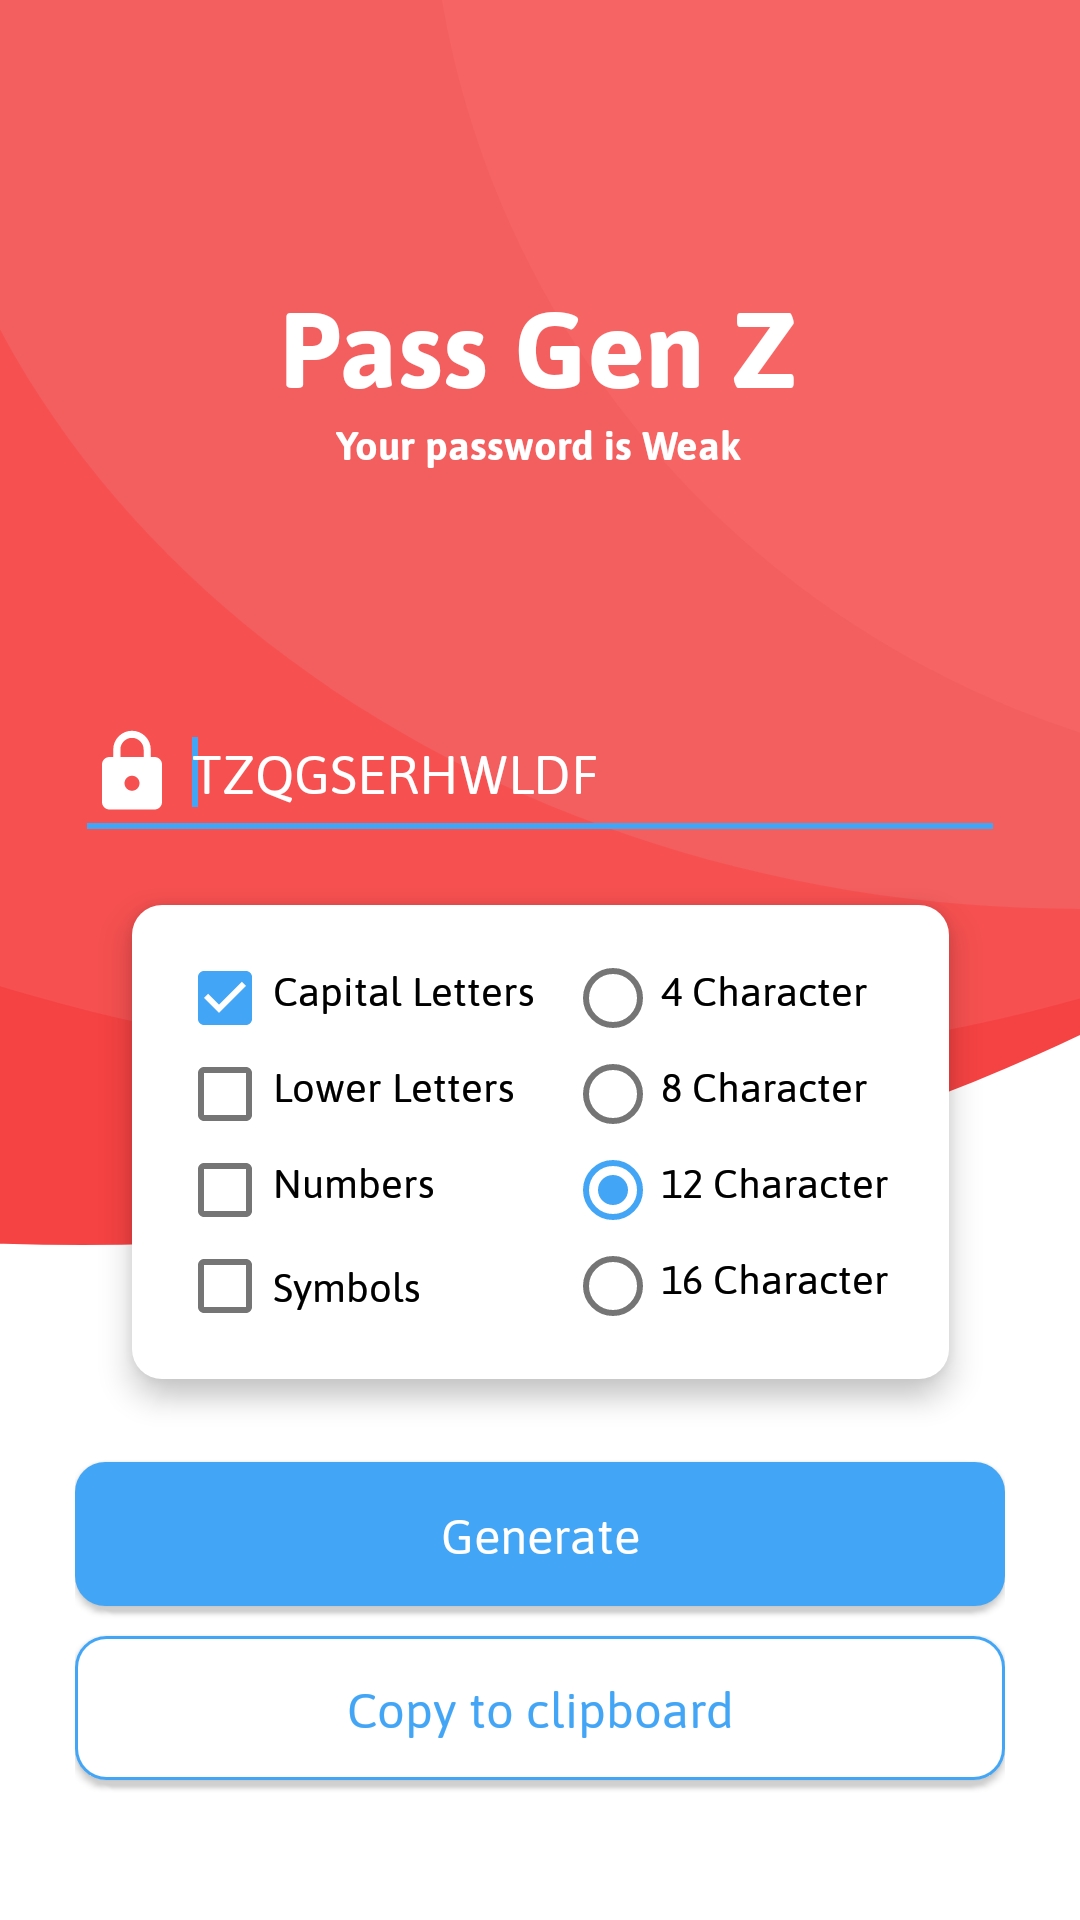 Pass Gen Z
Your password is Weak
TZQGSERHWLDF
Capital Letters
4 Character
Lower Letters
8 Character
Numbers
12 Character
Symbols
16 Character
Generate
Copy to clipboard